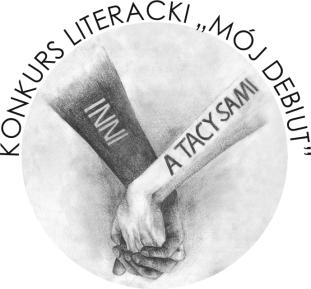 KONKURS LITERACKI „MÓJ DEBIUT”
INNI
A TACY SAMI